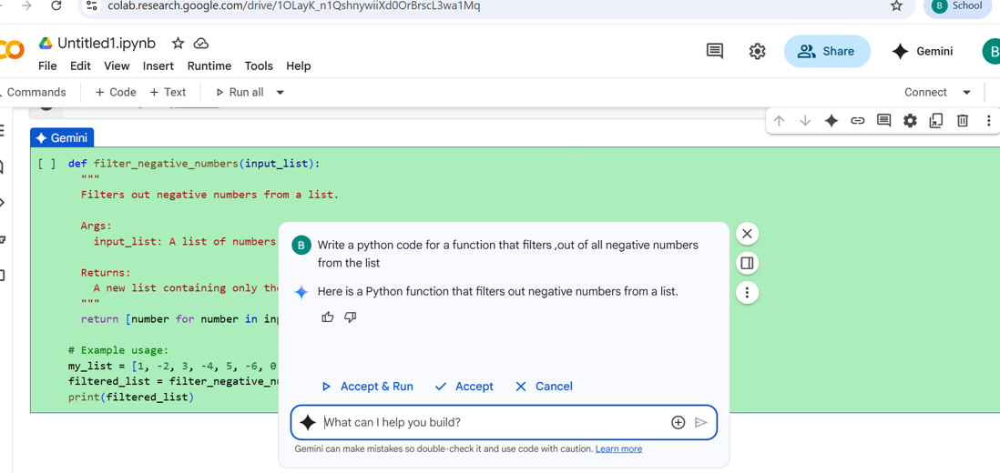 colab.research.google.com/drive/1OLayK_n1QshnywiiXd0OrBrscL3wa1Mq
B School
Untitled1.ipynb
Share
Gemini
B
File Edit View Insert Runtime Tools Help
Commands + Code + Text Run all
Connect
Gemini
[ ] def filter_negative_numbers(input_list):
"""
Filters out negative numbers from a list.
Args:
input_list: A list of numbers
Returns:
A new list containing only
"""
return [number for number in
# Example usage:
my_list = [1, -2, 3, -4, 5, -6, 0
filtered_list =
print(filtered_list)
B Write a python code for a function that filters ,out of all negative numbers
from the list
Here is a Python function that filters out negative numbers from a list.
Accept & Run Accept Cancel
What can I help you build?
Gemini can make mistakes so double-check it and use code with caution. Learn more